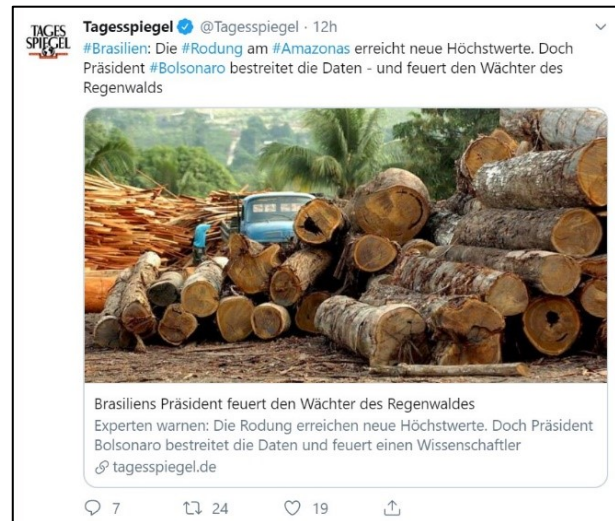 TAGES
SPIEGEL
Tagesspiegel @Tagesspiegel · 12h
#Brasilien: Die #Rodung am #Amazonas erreicht neue Höchstwerte. Doch
Präsident #Bolsonaro bestreitet die Daten - und feuert den Wächter des
Regenwalds
Brasiliens Präsident feuert den Wächter des Regenwaldes
Experten warnen: Die Rodung erreichen neue Höchstwerte. Doch Präsident
Bolsonaro bestreitet die Daten und feuert einen Wissenschaftler
tagesspiegel.de
7 24 19